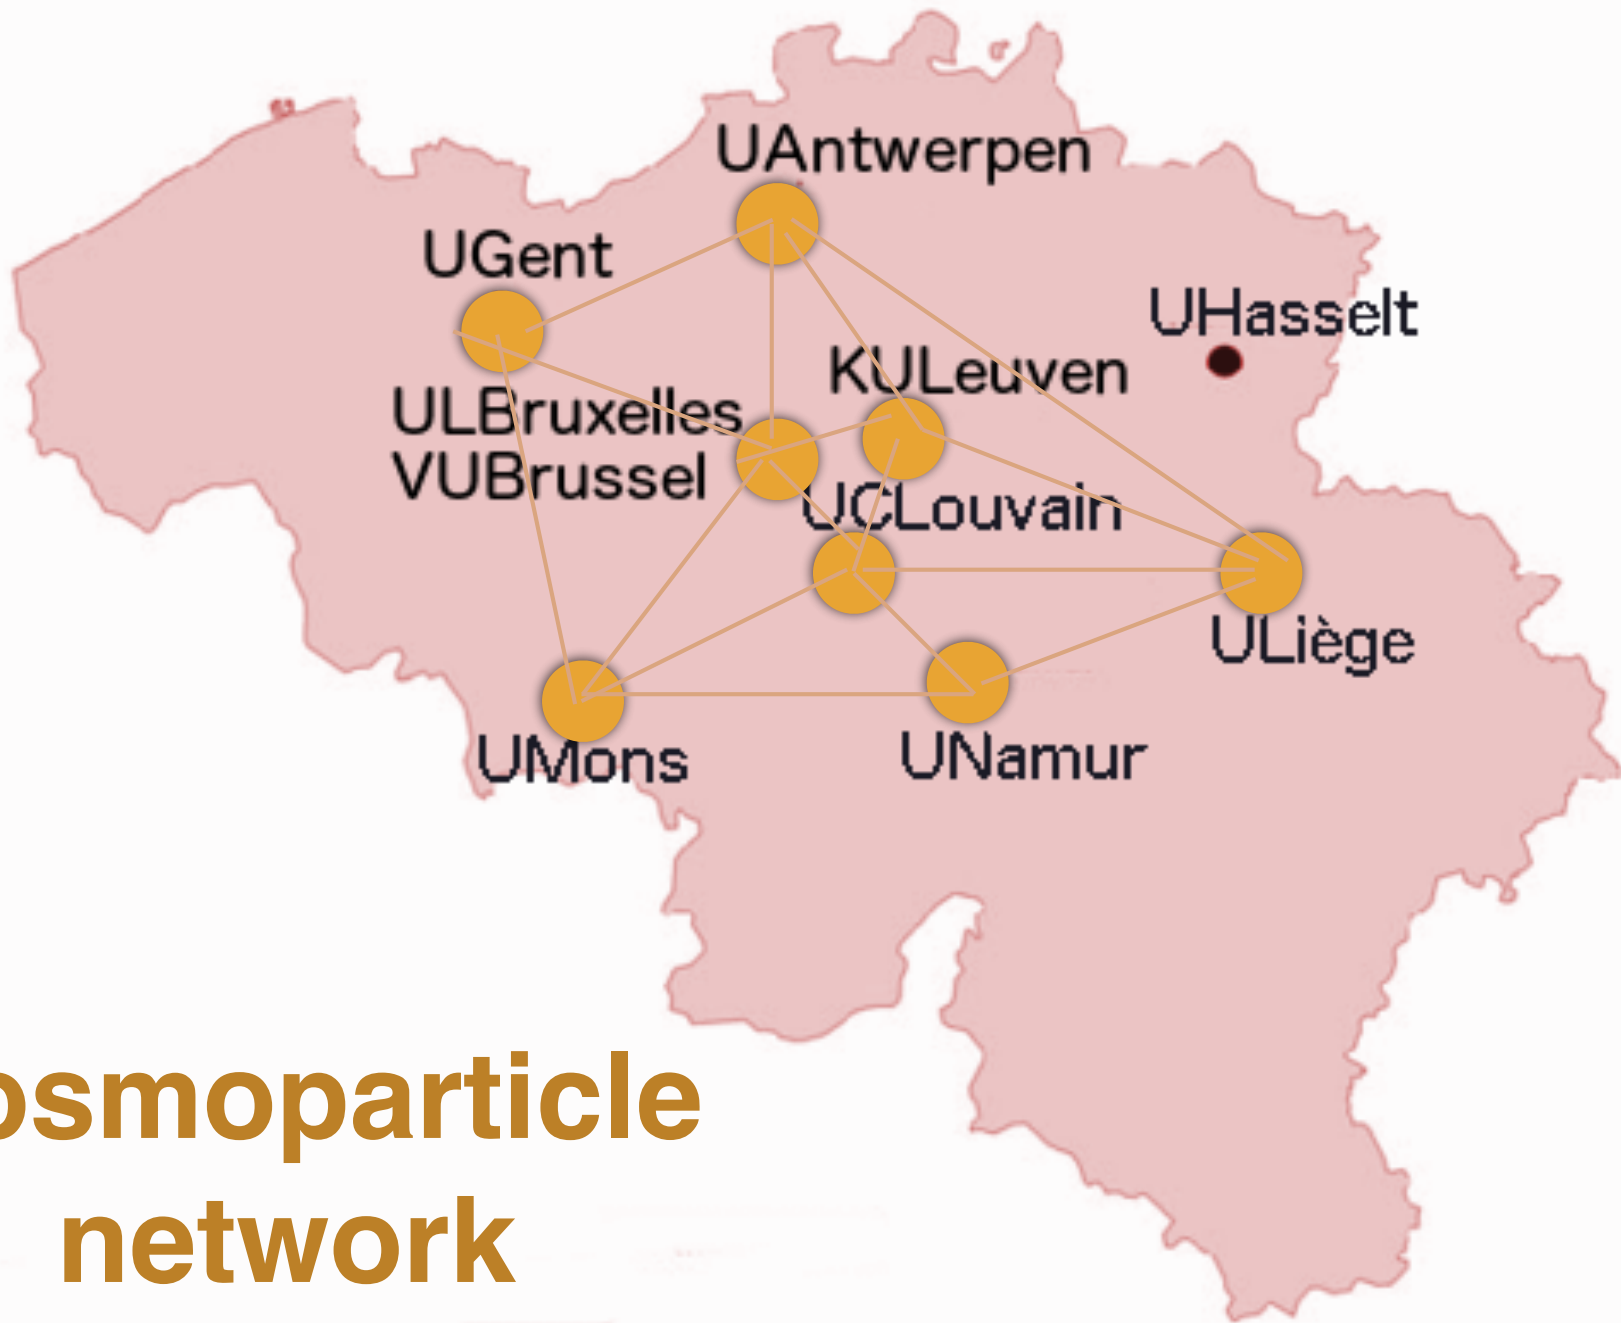 UAntwerpen
UGent
UHasselt
KULeuven
ULBruxelles
VUBrussel
UCLouvain
ULiège
UMons
UNamur
osmoparticle
network